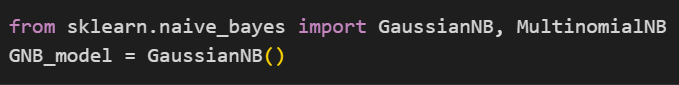 from sklearn.naive_bayes import GaussianNB, MultinomialNB
GNB_model = GaussianNB()